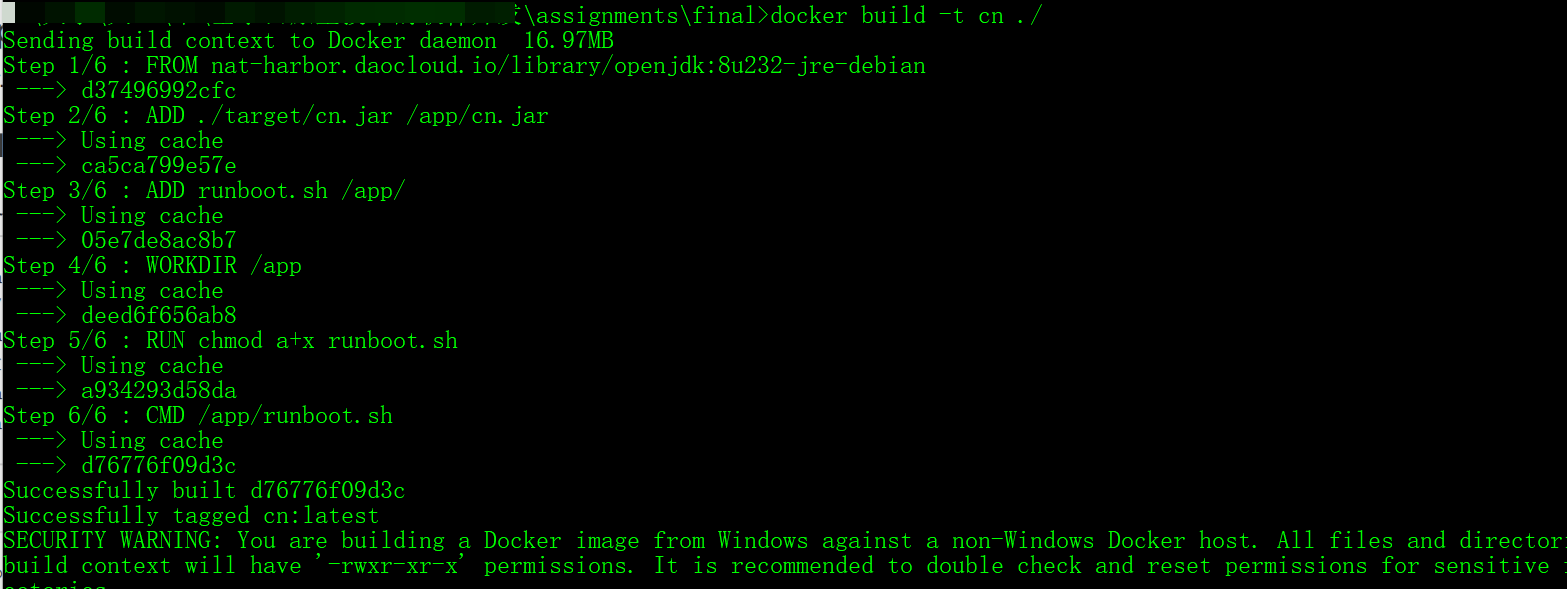 \assignments\final>docker build -t cn ./
Sending build context to Docker daemon  16.97MB
Step 1/6 : FROM nat-harbor.daocloud.io/library/openjdk:8u232-jre-debian
 ---> d37496992cfc
Step 2/6 : ADD ./target/cn.jar /app/cn.jar
 ---> Using cache
 ---> ca5ca799e57e
Step 3/6 : ADD runboot.sh /app/
 ---> Using cache
 ---> 05e7de8ac8b7
Step 4/6 : WORKDIR /app
 ---> Using cache
 ---> deed6f656ab8
Step 5/6 : RUN chmod a+x runboot.sh
 ---> Using cache
 ---> a934293d58da
Step 6/6 : CMD /app/runboot.sh
 ---> Using cache
 ---> d76776f09d3c
Successfully built d76776f09d3c
Successfully tagged cn:latest
SECURITY WARNING: You are building a Docker image from Windows against a non-Windows Docker host. All files and director
build context will have '-rwxr-xr-x' permissions. It is recommended to double check and reset permissions for sensitive f